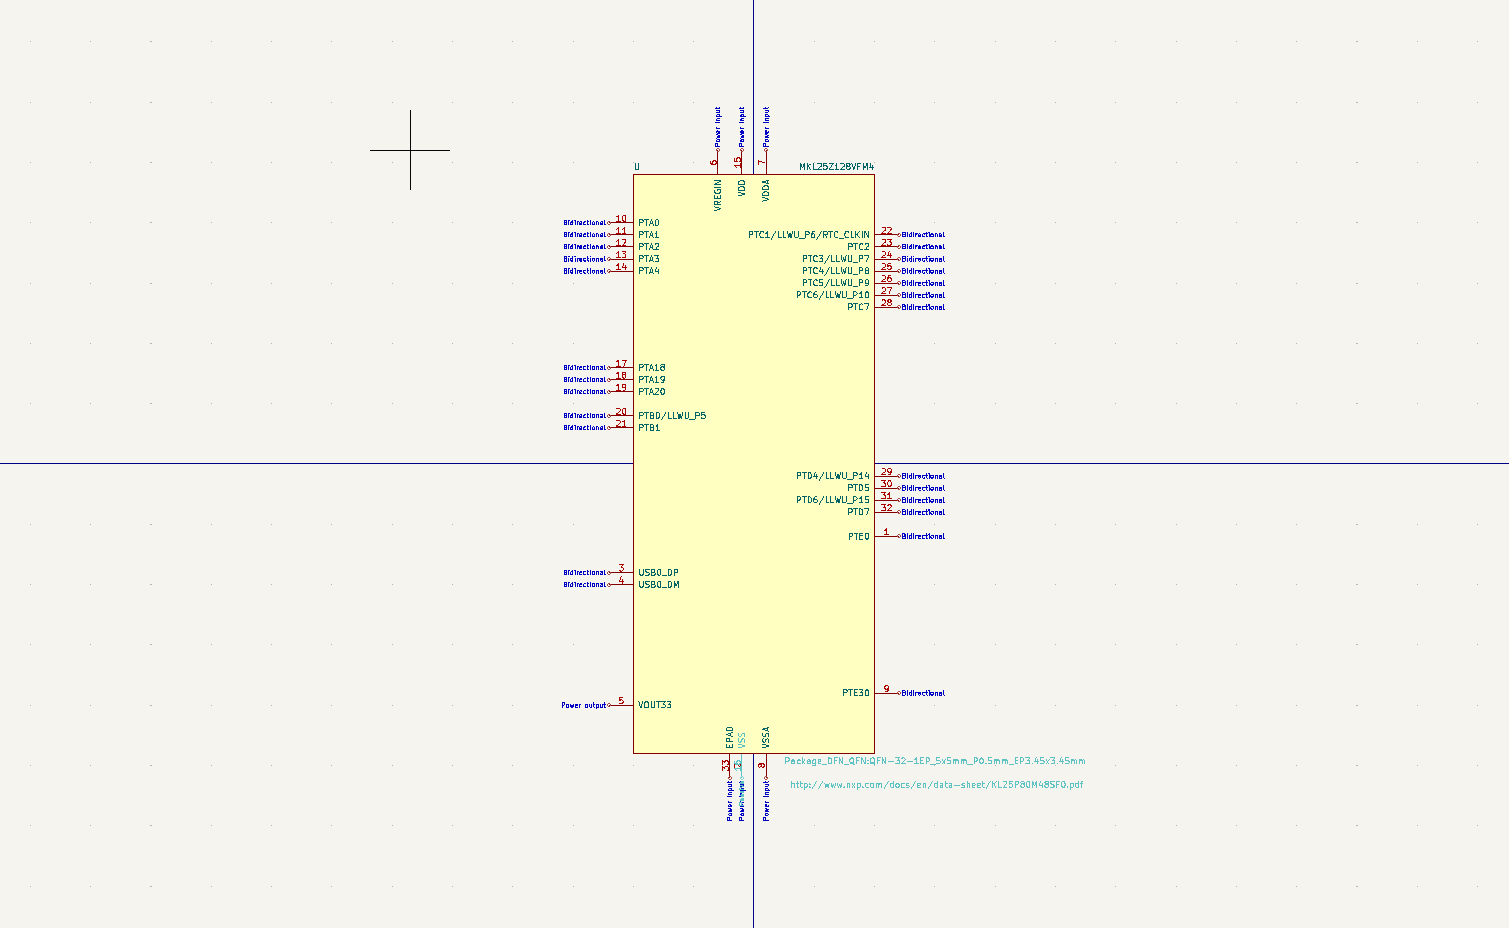 Power input
Power input
Power input
6
15
7
U
MKL25Z128VFM4
VREGIN
VDD
VDDA
Bidirectional 10 PTA0
Bidirectional 11 PTA1
Bidirectional 12 PTA2
Bidirectional 13 PTA3
Bidirectional 14 PTA4
PTC1/LLWU_P6/RTC_CLKIN 22 Bidirectional
PTC2 23 Bidirectional
PTC3/LLWU_P7 24 Bidirectional
PTC4/LLWU_P8 25 Bidirectional
PTC5/LLWU_P9 26 Bidirectional
PTC6/LLWU_P10 27 Bidirectional
PTC7 28 Bidirectional
Bidirectional 17 PTA18
Bidirectional 18 PTA19
Bidirectional 19 PTA20
Bidirectional 20 PTB0/LLWU_P5
Bidirectional 21 PTB1
PTD4/LLWU_P14 29 Bidirectional
PTD5 30 Bidirectional
PTD6/LLWU_P15 31 Bidirectional
PTD7 32 Bidirectional
PTE0 1 Bidirectional
Bidirectional 3 USB0_DP
Bidirectional 4 USB0_DM
PTE30 9 Bidirectional
Power output 5 VOUT33
EPAD
VSS
VSSA
33
8
Power input
Power input
Package_DFN_QFN:QFN-32-1EP_5x5mm_P0.5mm_EP3.45x3.45mm
http://www.nxp.com/docs/en/data-sheet/KL25P80M48SF0.pdf